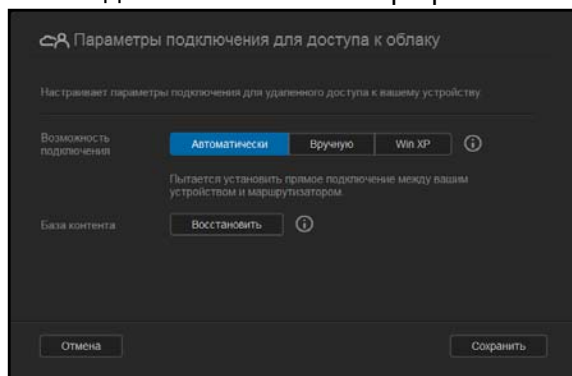 Параметры подключения для доступа к облаку
Настраивает параметры подключения для удаленного доступа к вашему устройству.
Возможность
подключения
Автоматически
Вручную
Win XP
Пытается установить прямое подключение между вашим
устройством и маршрутизатором.
База контента
Восстановить
Отмена
Сохранить